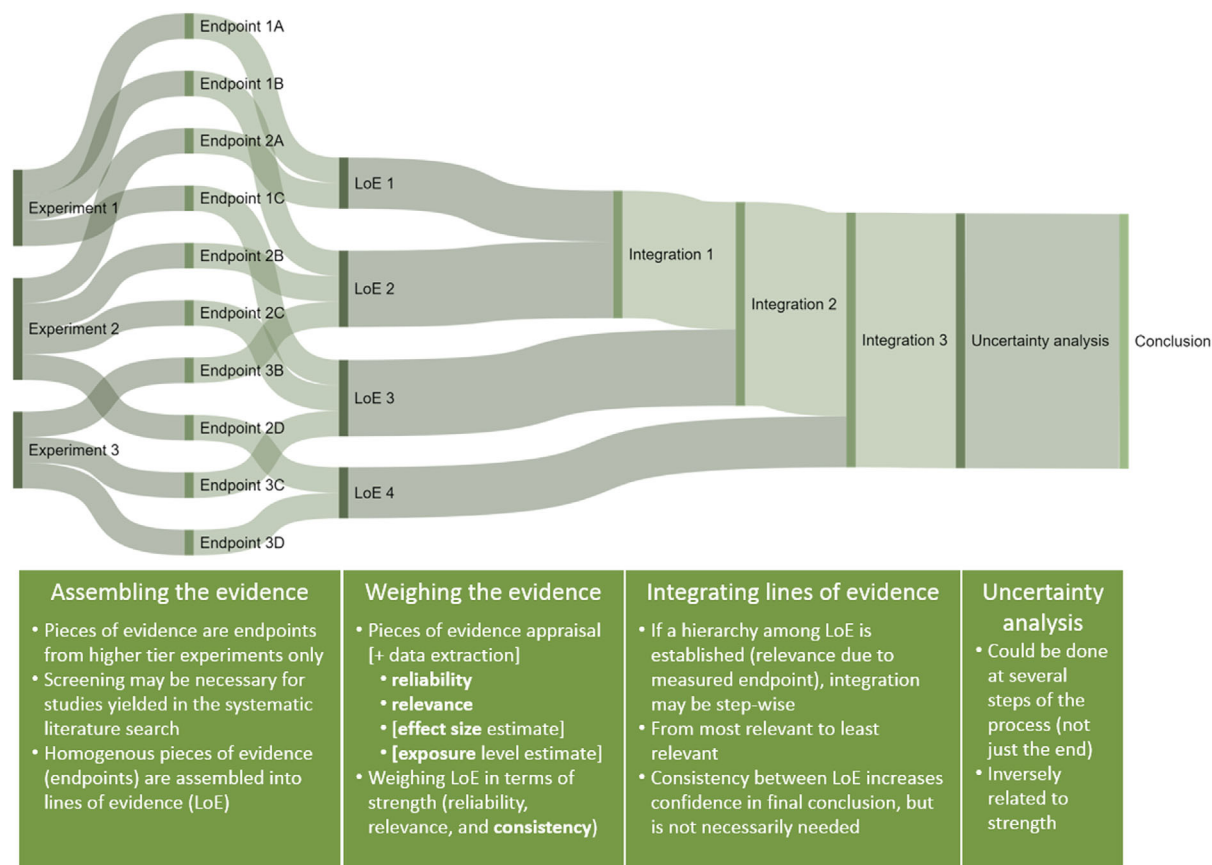 Endpoint 1A
Endpoint 1B
Endpoint 2A
Endpoint 1C
Endpoint 2B
Endpoint 2C
Endpoint 3B
Endpoint 2D
Endpoint 3C
Endpoint 3D
Experiment 1
Experiment 2
Experiment 3
LoE 1
LoE 2
LoE 3
LoE 4
Integration 1
Integration 2
Integration 3
Uncertainty analysis
Conclusion
Assembling the evidence
• Pieces of evidence are endpoints
from higher tier experiments only
• Screening may be necessary for
studies yielded in the systematic
literature search
• Homogenous pieces of evidence
(endpoints) are assembled into
lines of evidence (LoE)
Weighing the evidence
• Pieces of evidence appraisal
[+ data extraction]
• reliability
• relevance
• [effect size estimate]
• [exposure level estimate]
• Weighing LoE in terms of
strength (reliability,
relevance, and consistency)
Integrating lines of evidence
• If a hierarchy among LoE is
established (relevance due to
measured endpoint), integration
may be step-wise
• From most relevant to least
relevant
• Consistency between LoE increases
confidence in final conclusion, but
is not necessarily needed
Uncertainty
analysis
• Could be done
at several
steps of the
process (not
just the end)
• Inversely
related to
strength